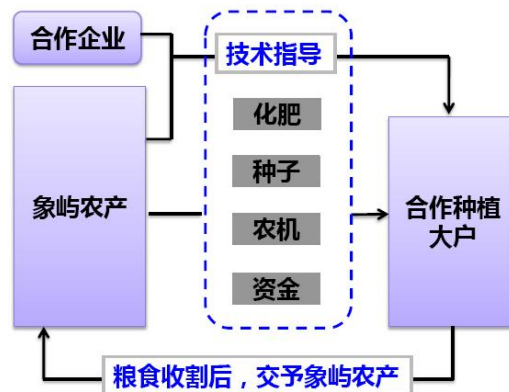 合作企业
技术指导
象屿农产
化肥
种子
农机
资金
合作种植
大户
粮食收割后，交予象屿农产